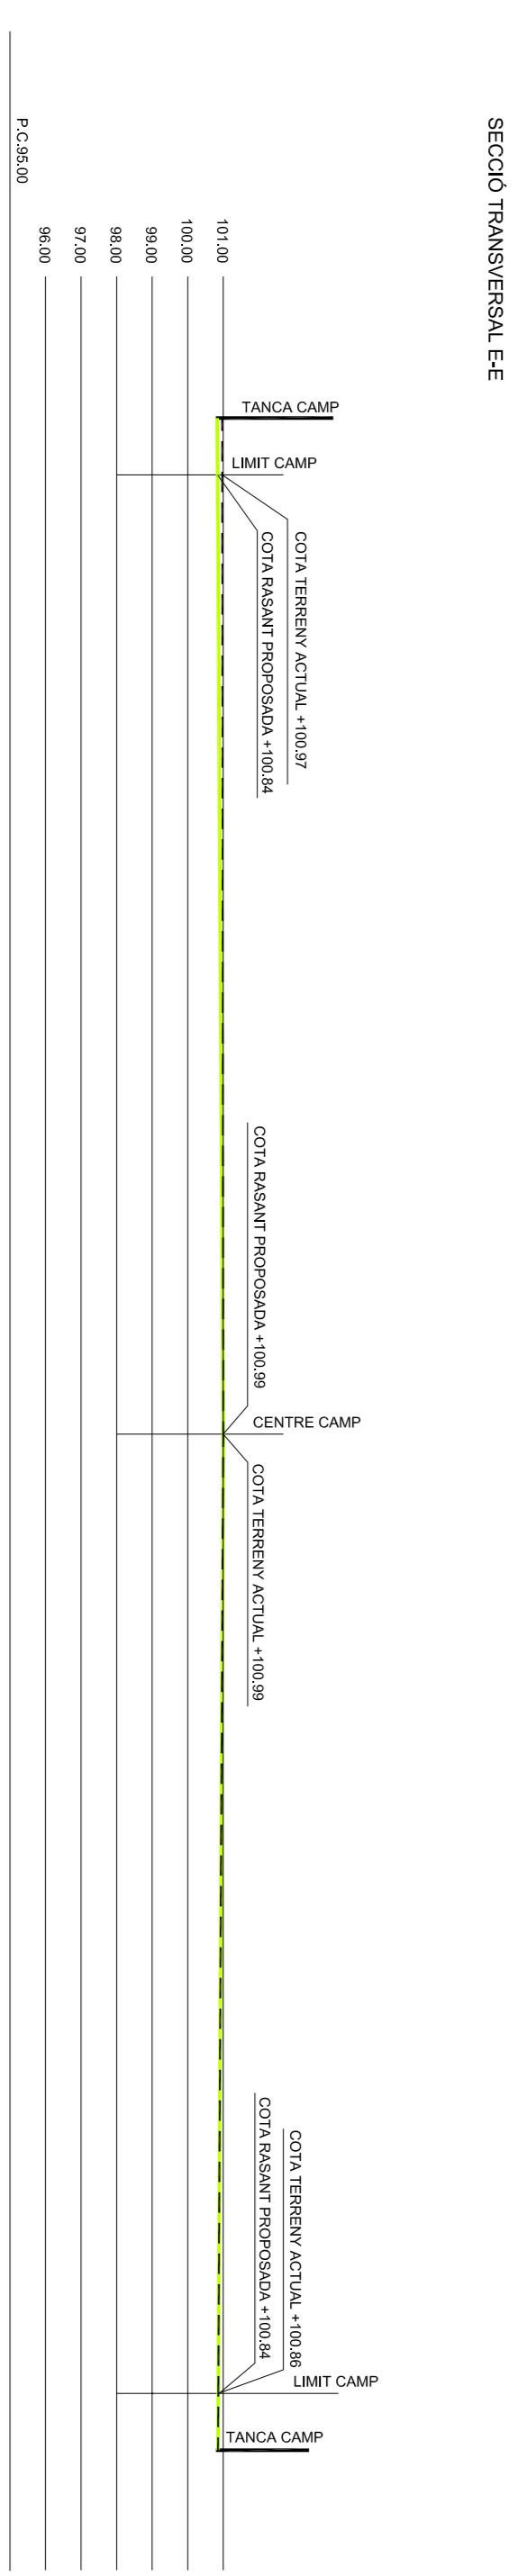 SECCIÓ TRANSVERSAL E-E
TANCA CAMP
LIMIT CAMP
COTA TERRENY ACTUAL +100.97
COTA RASANT PROPOSADA +100.84
COTA RASANT PROPOSADA +100.99
CENTRE CAMP
COTA TERRENY ACTUAL +100.99
COTA TERRENY ACTUAL +100.86
COTA RASANT PROPOSADA +100.84
LIMIT CAMP
TANCA CAMP
101.00
100.00
99.00
98.00
97.00
96.00
P.C.95.00